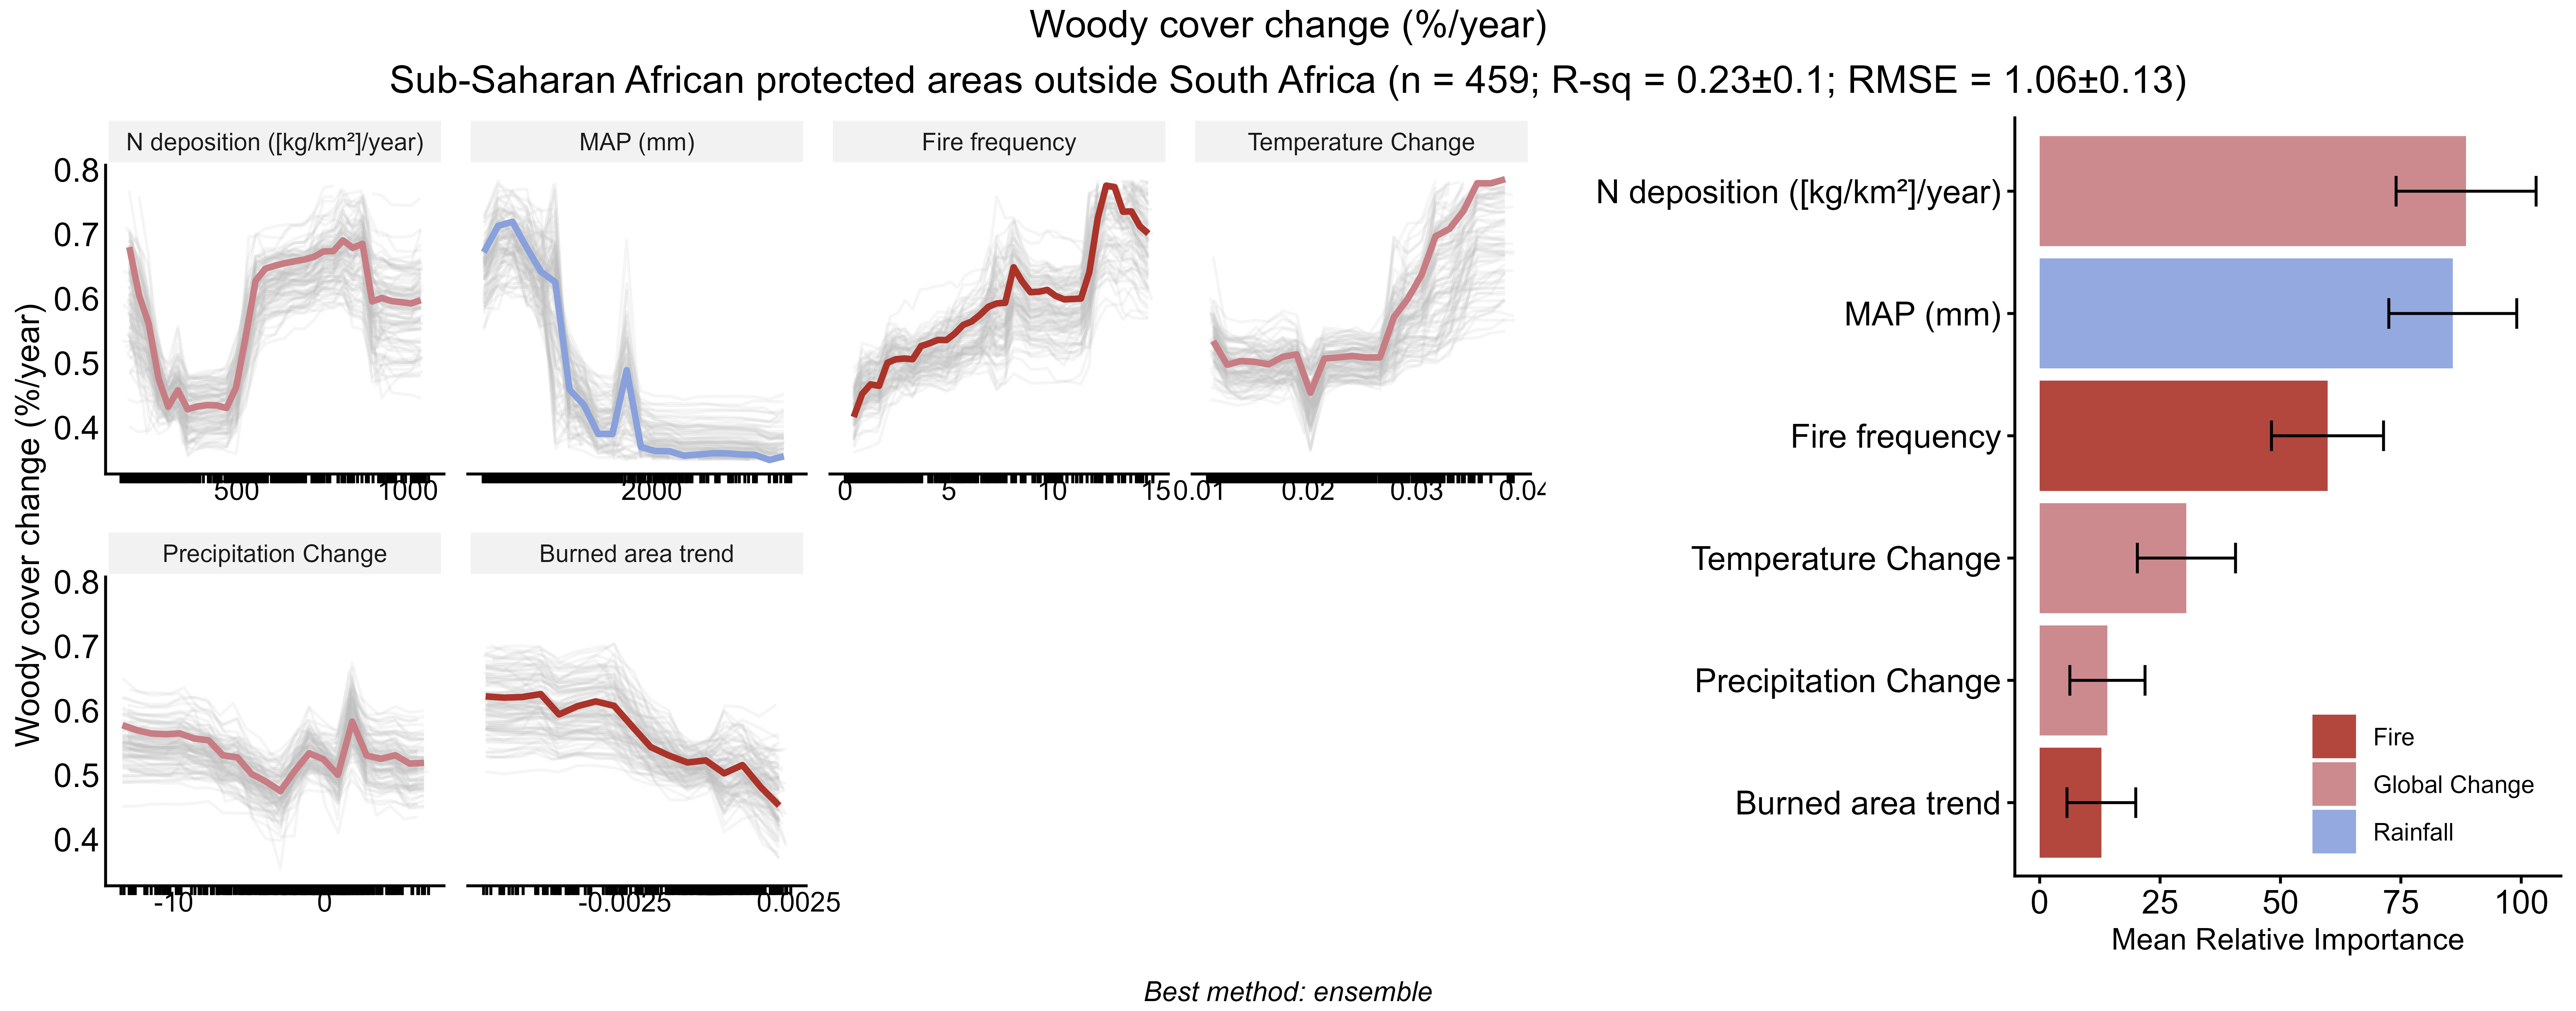 Woody cover change (%/year)
Sub-Saharan African protected areas outside South Africa (n = 459; R-sq = 0.23±0.1; RMSE = 1.06±0.13)
Woody cover change (%/year)
N deposition ([kg/km²]/year)
MAP (mm)
Fire frequency
Temperature Change
0.8
0.7
0.6
0.5
0.4
500 1000
2000
0 5 10 15
0.01 0.02 0.03 0.04
Precipitation Change
Burned area trend
0.8
0.7
0.6
0.5
0.4
-10 0
-0.0025 0.0025
N deposition ([kg/km²]/year)
MAP (mm)
Fire frequency
Temperature Change
Precipitation Change
Burned area trend
Fire
Global Change
Rainfall
0 25 50 75 100
Mean Relative Importance
Best method: ensemble